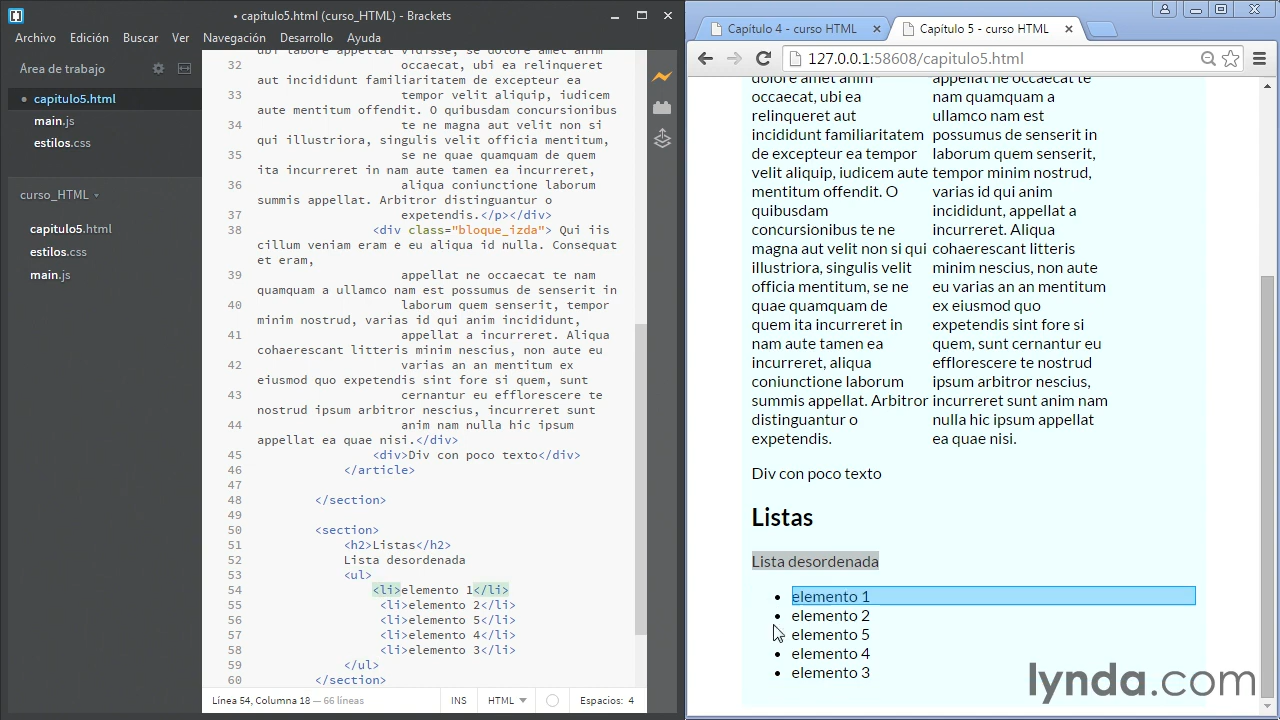 • capitulo5.html (curso_HTML) - Brackets
Archivo Edición Buscar Ver Navegación Desarrollo Ayuda
Área de trabajo
• capitulo5.html
main.js
estilos.css
curso_HTML
capitulo5.html
estilos.css
main.js
32 occaecat, ubi ea relinqueret
aut incididunt familiaritatem de excepteur ea
33 tempor velit aliquip, iudicem
aute mentitum offendit. O quibusdam concursionibus
34 te ne magna aut velit non si
qui illustriora, singulis velit officia mentitum,
35 se ne quae quamquam de quem
ita incurreret in nam aute tamen ea incurreret,
36 aliqua coniunctione laborum
summis appellat. Arbitror distinguantur o
37 expetendis.</p></div>
38 <div class="bloque_izda"> Qui iis
cillum veniam eram e eu aliqua id nulla. Consequat
et eram,
39 appellat ne occaecat te nam
quamquam a ullamco nam est possumus de senserit in
40 laborum quem senserit, tempor
minim nostrud, varias id qui anim incididunt,
41 appellat a incurreret. Aliqua
cohaerescant litteris minim nescius, non aute eu
42 varias an an mentitum ex
eiusmod quo expetendis sint fore si quem, sunt
43 cernantur eu efflorescere te
nostrud ipsum arbitror nescius, incurreret sunt
44 anim nam nulla hic ipsum
appellat ea quae nisi.</div>
45 <div>Div con poco texto</div>
46 </article>
47
48 </section>
49
50 <section>
51 <h2>Listas</h2>
52 Lista desordenada
53 <ul>
54 <li>elemento 1</li>
55 <li>elemento 2</li>
56 <li>elemento 5</li>
57 <li>elemento 4</li>
58 <li>elemento 3</li>
59 </ul>
60 </section>
Línea 54, Columna 18 — 66 líneas INS HTML Espacios: 4
Capítulo 4 - curso HTML
Capítulo 5 - curso HTML
127.0.0.1:58608/capitulo5.html
occaecat, ubi ea
relinqueret aut
incididunt familiaritatem
de excepteur ea tempor
velit aliquip, iudicem aute
mentitum offendit. O
quibusdam
concursionibus te ne
magna aut velit non si qui
illustriora, singulis velit
officia mentitum, se ne
quae quamquam de
quem ita incurreret in
nam aute tamen ea
incurreret, aliqua
coniunctione laborum
summis appellat. Arbitror
distinguantur o
expetendis.
nam quamquam a
ullamco nam est
possumus de senserit in
laborum quem senserit,
tempor minim nostrud,
varias id qui anim
incididunt, appellat a
incurreret. Aliqua
cohaerescant litteris
minim nescius, non aute
eu varias an an mentitum
ex eiusmod quo
expetendis sint fore si
quem, sunt cernantur eu
efflorescere te nostrud
ipsum arbitror nescius,
incurreret sunt anim nam
nulla hic ipsum appellat
ea quae nisi.
Div con poco texto
Listas
Lista desordenada
• elemento 1
• elemento 2
• elemento 5
• elemento 4
• elemento 3
lynda.com